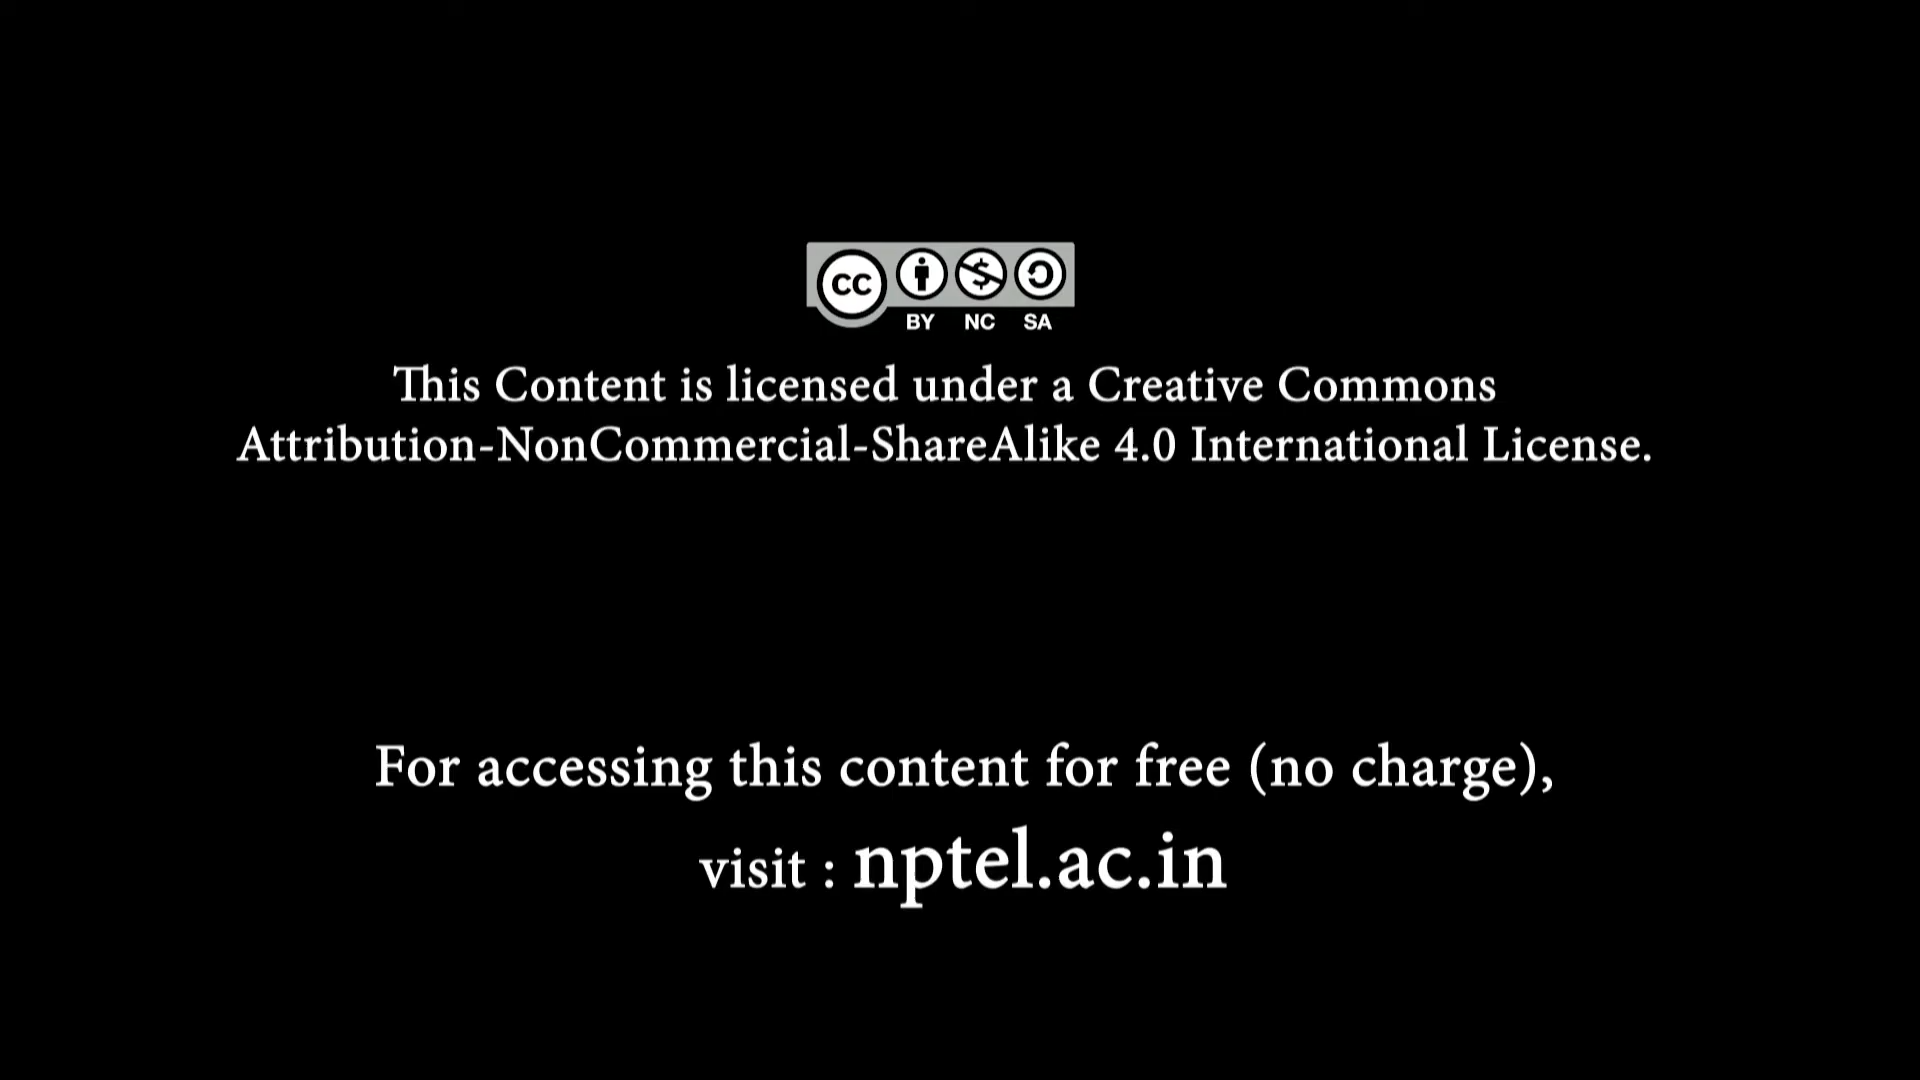 cc
BY NC SA
This Content is licensed under a Creative Commons
Attribution-NonCommercial-ShareAlike 4.0 International License.
For accessing this content for free (no charge),
visit : nptel.ac.in